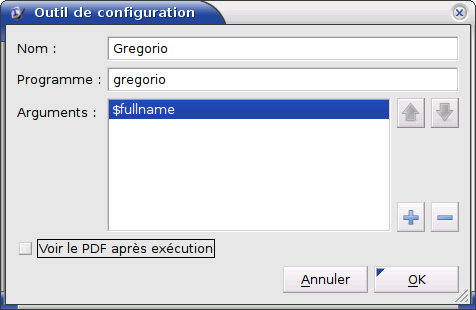 Outil de configuration
Nom :
Gregorio
Programme :
gregorio
Arguments :
$fullname
Voir le PDF après exécution
Annuler
OK